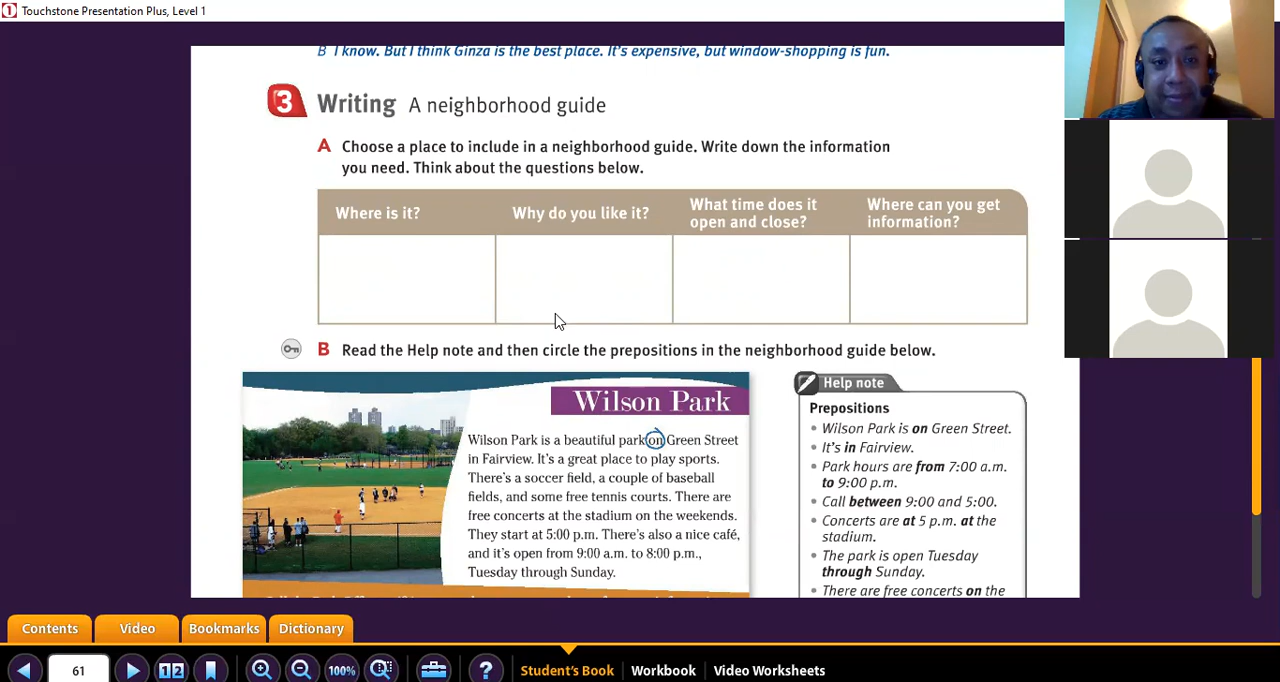 Touchstone Presentation Plus, Level 1
B I know. But I think Ginza is the best place. It's expensive, but window-shopping is fun.
3 Writing A neighborhood guide
A Choose a place to include in a neighborhood guide. Write down the information
you need. Think about the questions below.
Where is it?
Why do you like it?
What time does it
open and close?
Where can you get
information?
B Read the Help note and then circle the prepositions in the neighborhood guide below.
Wilson Park
Wilson Park is a beautiful park on Green Street
in Fairview. It's a great place to play sports.
There's a soccer field, a couple of baseball
fields, and some free tennis courts. There are
free concerts at the stadium on the weekends.
They start at 5:00 p.m. There's also a nice café,
and it's open from 9:00 a.m. to 8:00 p.m.,
Tuesday through Sunday.
Help note
Prepositions
• Wilson Park is on Green Street.
• It's in Fairview.
• Park hours are from 7:00 a.m.
to 9:00 p.m.
• Call between 9:00 and 5:00.
• Concerts are at 5 p.m. at the
stadium.
• The park is open Tuesday
through Sunday.
• There are free concerts on the
Contents
Video
Bookmarks
Dictionary
61
1 2
100%
?
Student's Book
Workbook
Video Worksheets